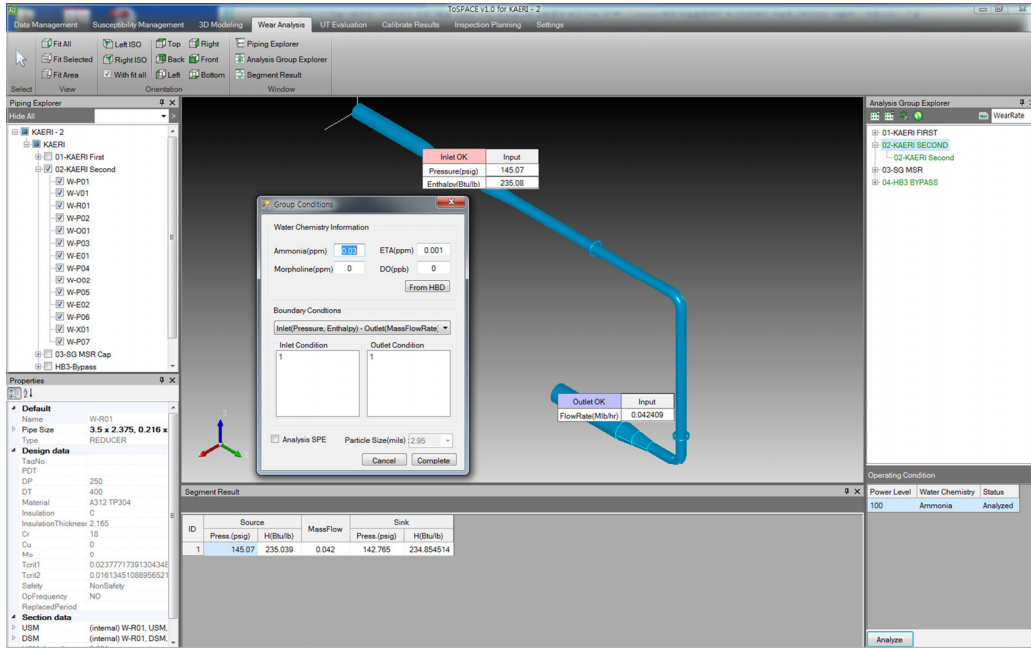 ToSPACE v1.0 for KAERI - 2
Data Management Susceptibility Management 3D Modeling Wear Analysis UT Evaluation Calibrate Results Inspection Planning Settings
Fit All Left ISO Top Right Piping Explorer
Fit Selected Right ISO Back Front Analysis Group Explorer
Fit Area With fit all Left Bottom Segment Result
Select View Orientation Window
Piping Explorer
Hide All
KAERI - 2
KAERI
01-KAERI First
02-KAERI Second
W-P01
W-V01
W-R01
W-P02
W-O01
W-P03
W-E01
W-P04
W-O02
W-P05
W-E02
W-P06
W-X01
W-P07
03-SG MSR Cap
HB3-Bypass
Properties
Default
Name W-R01
Pipe Size 3.5 x 2.375, 0.216 x
Type REDUCER
Design data
TagNo
PDT
DP 250
DT 400
Material A312 TP304
Insulation C
InsulationThickness 2.165
Cr 18
Cu 0
Mo 0
Tcrit1 0.02377717391304348
Tcrit2 0.01613451086956521
Safety NonSafety
OpFrequency NO
ReplacedPeriod
Section data
USM (internal) W-R01, USM,
DSM (internal) W-R01, DSM,
Inlet OK Input
Pressure(psig) 145.07
Enthalpy(Btu/lb) 235.08
Group Conditions
Water Chemistry Information
Ammonia(ppm) 0.03 ETA(ppm) 0.001
Morpholine(ppm) 0 DO(ppb) 0
From HBD
Boundary Condtions
Inlet(Pressure, Enthalpy) - Outlet(MassFlowRate)
Inlet Condition Outlet Condition
1 1
Analysis SPE Particle Size(mils) : 2.95
Cancel Complete
Outlet OK Input
FlowRate(Mlb/hr) 0.042409
Segment Result
ID Source MassFlow Sink
Press.(psig) H(Btu/lb) Press.(psig) H(Btu/lb)
1 145.07 235.039 0.042 142.765 234.854514
Analysis Group Explorer
WearRate
01-KAERI FIRST
02-KAERI SECOND
02-KAERI Second
03-SG MSR
04-HB3 BYPASS
Operating Condition
Power Level Water Chemistry Status
100 Ammonia Analyzed
Analyze